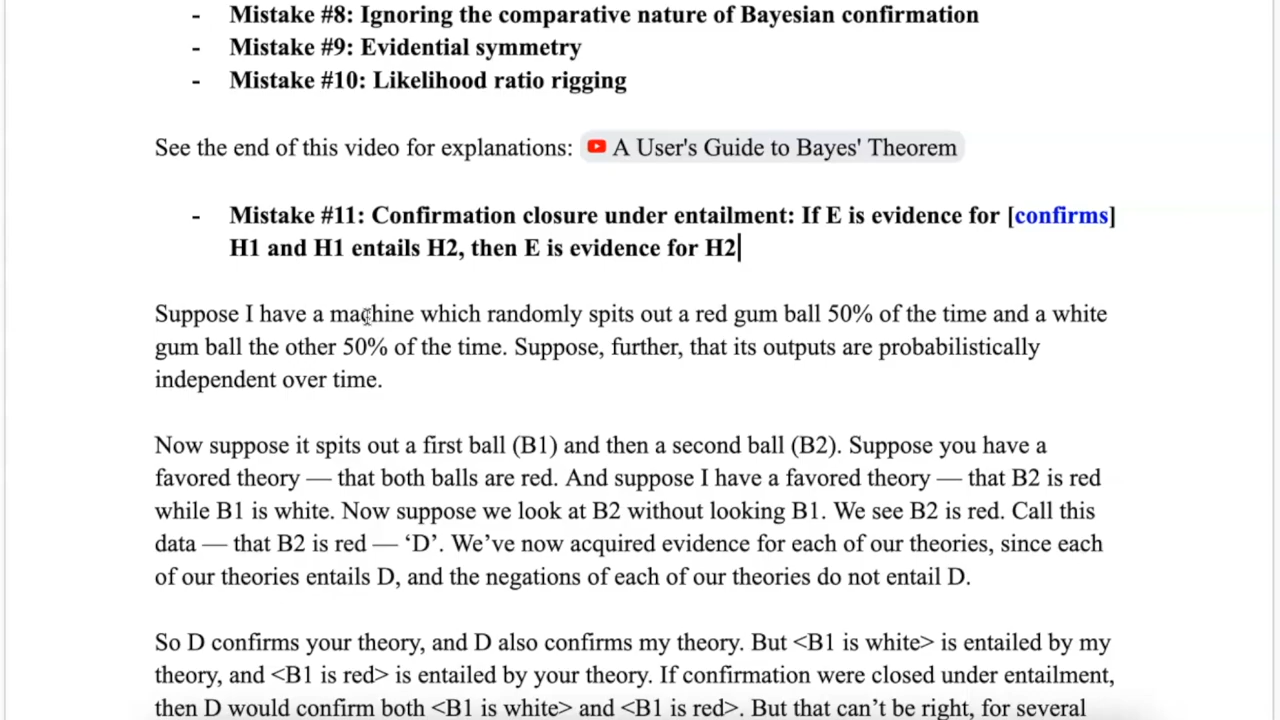 - Mistake #8: Ignoring the comparative nature of Bayesian confirmation
- Mistake #9: Evidential symmetry
- Mistake #10: Likelihood ratio rigging
See the end of this video for explanations: A User's Guide to Bayes' Theorem
- Mistake #11: Confirmation closure under entailment: If E is evidence for [confirms]
H1 and H1 entails H2, then E is evidence for H2
Suppose I have a machine which randomly spits out a red gum ball 50% of the time and a white
gum ball the other 50% of the time. Suppose, further, that its outputs are probabilistically
independent over time.
Now suppose it spits out a first ball (B1) and then a second ball (B2). Suppose you have a
favored theory — that both balls are red. And suppose I have a favored theory — that B2 is red
while B1 is white. Now suppose we look at B2 without looking B1. We see B2 is red. Call this
data — that B2 is red — ‘D’. We’ve now acquired evidence for each of our theories, since each
of our theories entails D, and the negations of each of our theories do not entail D.
So D confirms your theory, and D also confirms my theory. But <B1 is white> is entailed by my
theory, and <B1 is red> is entailed by your theory. If confirmation were closed under entailment,
then D would confirm both <B1 is white> and <B1 is red>. But that can’t be right, for several